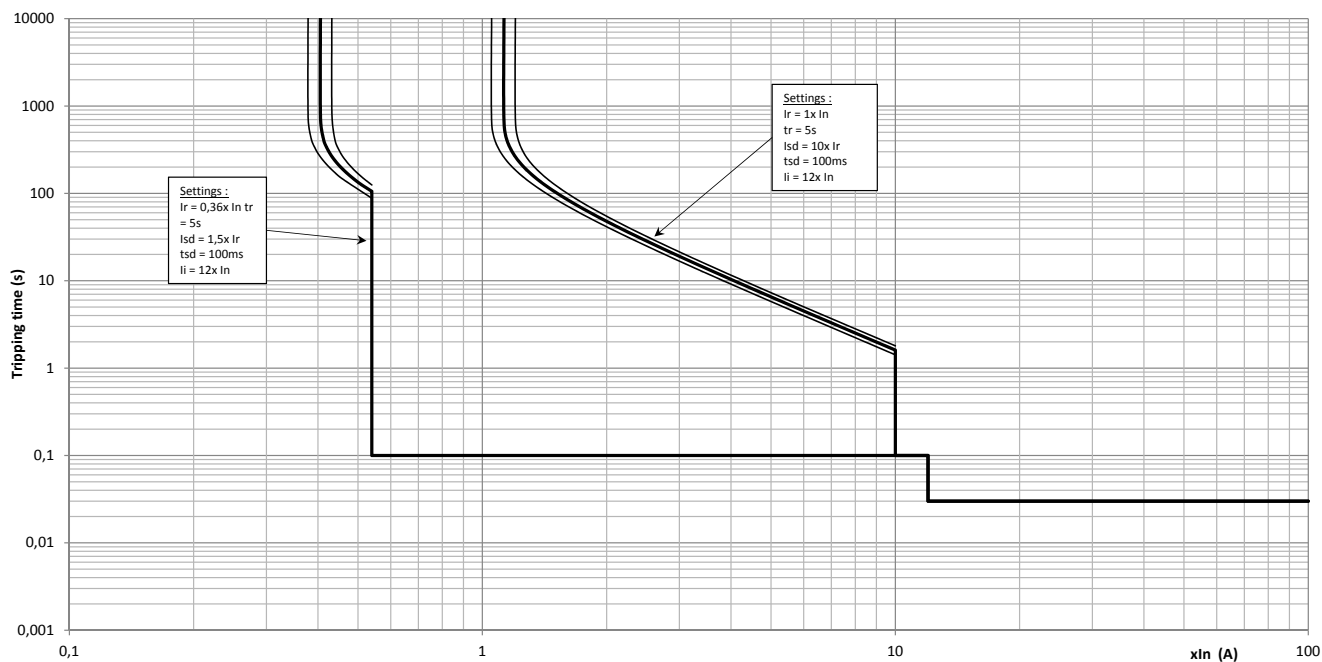 10000
1000
100
10
1
0,1
0,01
0,001
Tripping time (s)
Settings :
Ir = 0,36x In tr
= 5s
Isd = 1,5x Ir
tsd = 100ms
Ii = 12x In
Settings :
Ir = 1x In
tr = 5s
Isd = 10x Ir
tsd = 100ms
Ii = 12x In
0,1
1
10
100
xIn (A)